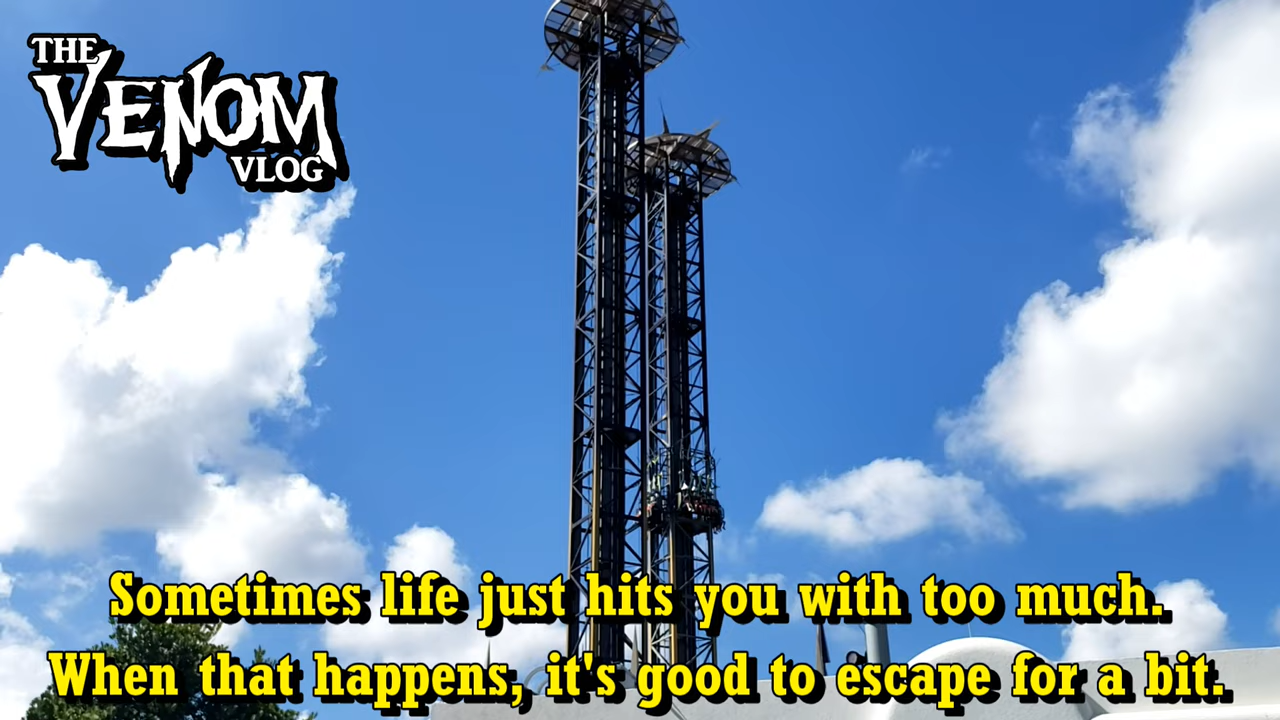 THE
VENOM
VLOG
Sometimes life just hits you with too much.
When that happens, it's good to escape for a bit.